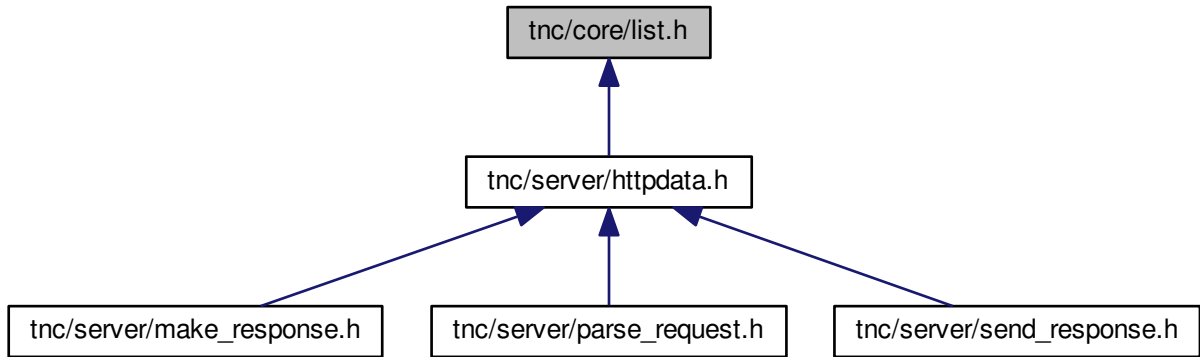 tnc/core/list.h
tnc/server/httpdata.h
tnc/server/make_response.h
tnc/server/parse_request.h
tnc/server/send_response.h